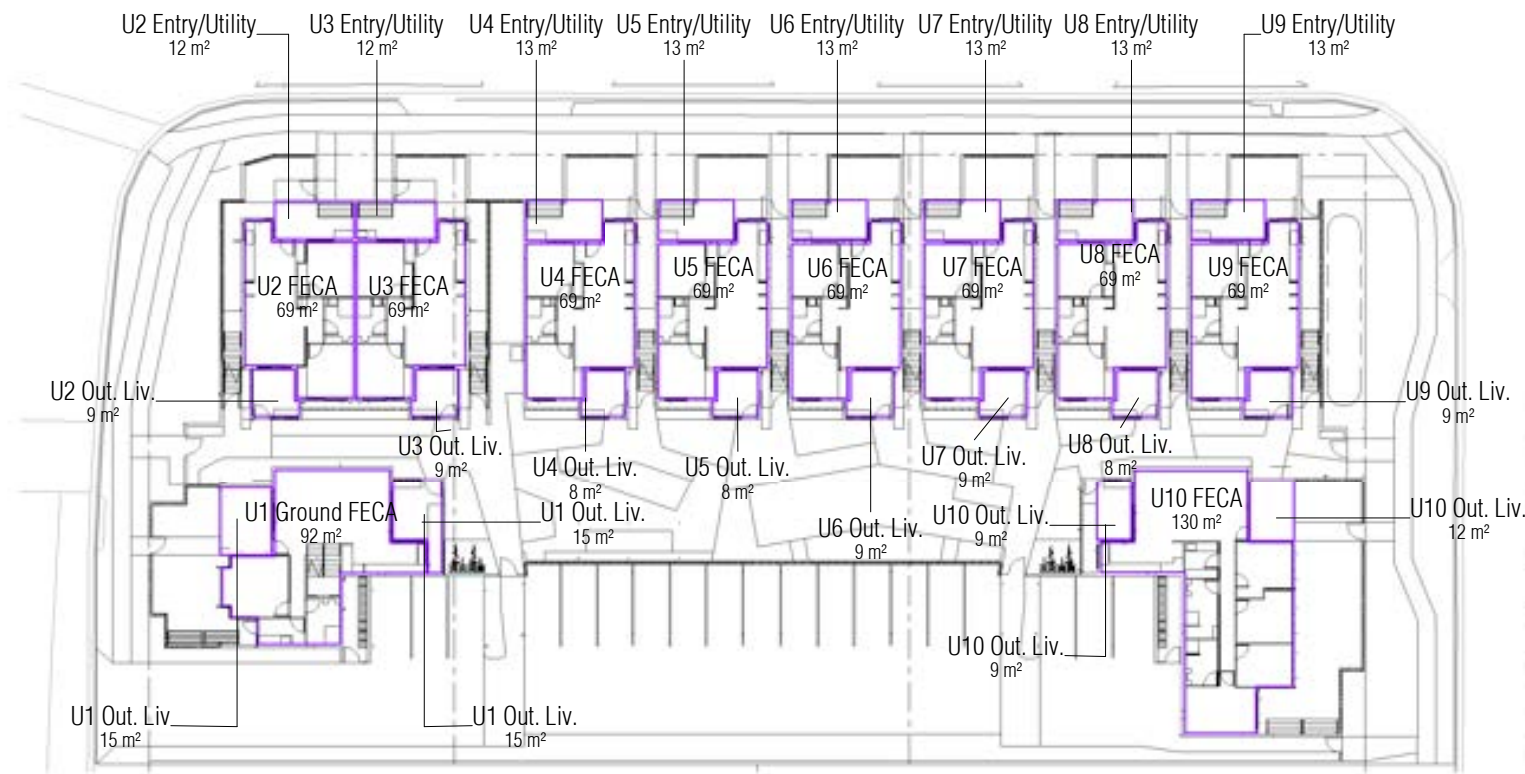 U2 Entry/Utility
12 m²
U3 Entry/Utility
12 m²
U4 Entry/Utility
13 m²
U5 Entry/Utility
13 m²
U6 Entry/Utility
13 m²
U7 Entry/Utility
13 m²
U8 Entry/Utility
13 m²
U9 Entry/Utility
13 m²
U2 FECA
69 m²
U3 FECA
69 m²
U4 FECA
69 m²
U5 FECA
69 m²
U6 FECA
69 m²
U7 FECA
69 m²
U8 FECA
69 m²
U9 FECA
69 m²
U2 Out. Liv.
9 m²
U3 Out. Liv.
9 m²
U4 Out. Liv.
8 m²
U5 Out. Liv.
8 m²
U6 Out. Liv.
9 m²
U7 Out. Liv.
9 m²
U8 Out. Liv.
8 m²
U9 Out. Liv.
9 m²
U1 Ground FECA
92 m²
U1 Out. Liv.
15 m²
U10 Out. Liv.
9 m²
U10 FECA
130 m²
U10 Out. Liv.
12 m²
U10 Out. Liv.
9 m²
U1 Out. Liv
15 m²
U1 Out. Liv.
15 m²